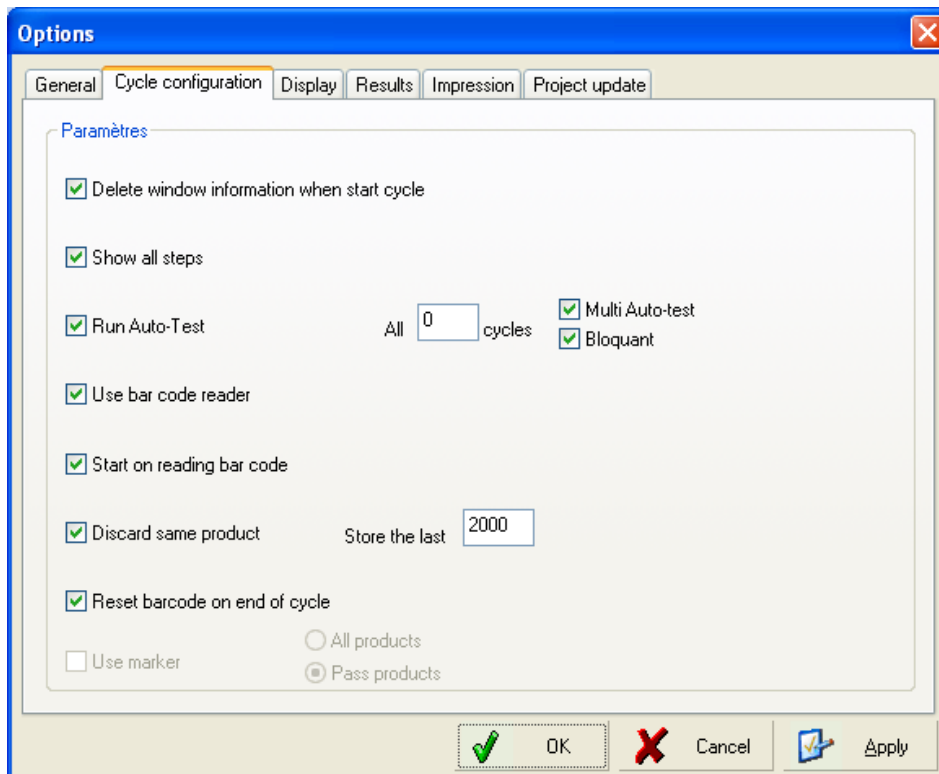 Options
General Cycle configuration Display Results Impression Project update
Paramètres
Delete window information when start cycle
Show all steps
Run Auto-Test All 0 cycles Multi Auto-test
Bloquant
Use bar code reader
Start on reading bar code
Discard same product Store the last 2000
Reset barcode on end of cycle
All products
Use marker
Pass products
OK Cancel Apply